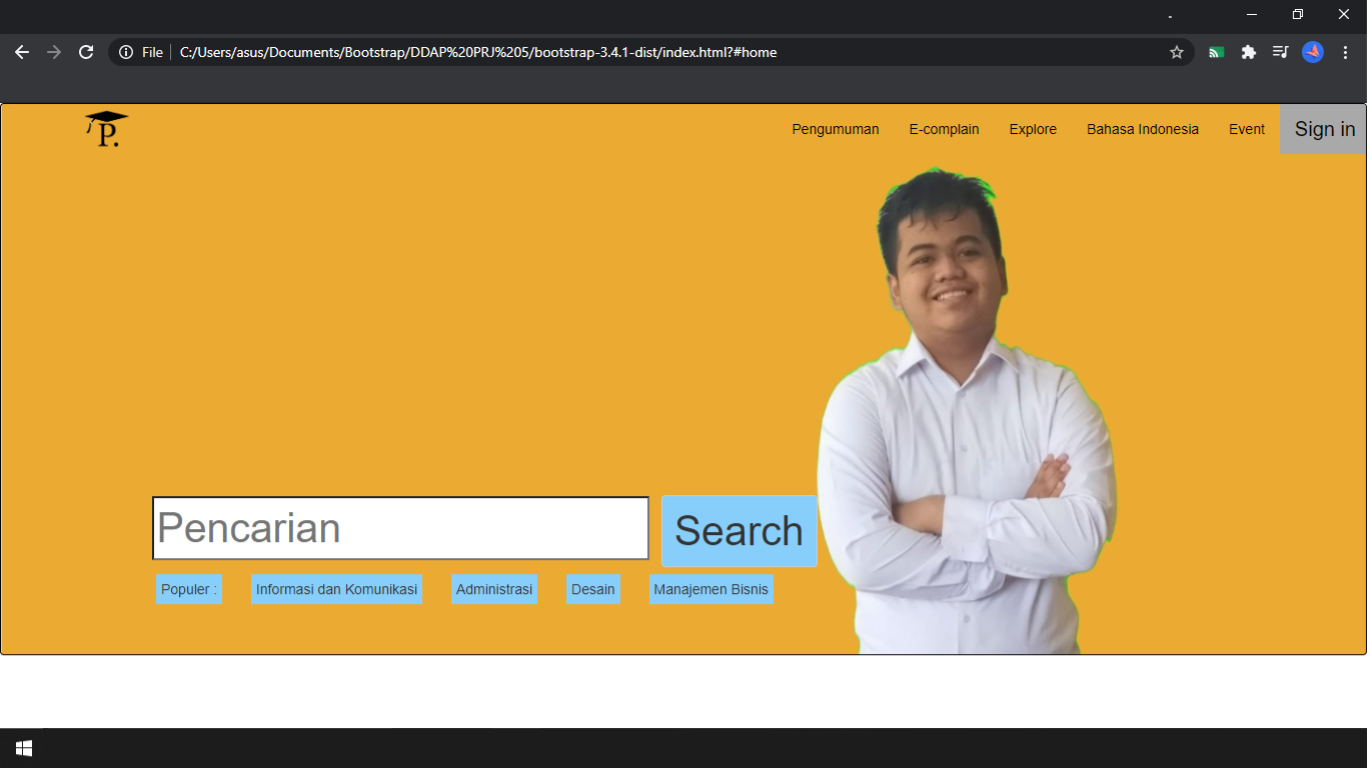 File C:/Users/asus/Documents/Bootstrap/DDAP%20PRJ%205/bootstrap-3.4.1-dist/index.html?#home
P. Pengumuman E-complain Explore Bahasa Indonesia Event Sign in
Pencarian Search
Populer : Informasi dan Komunikasi Administrasi Desain Manajemen Bisnis